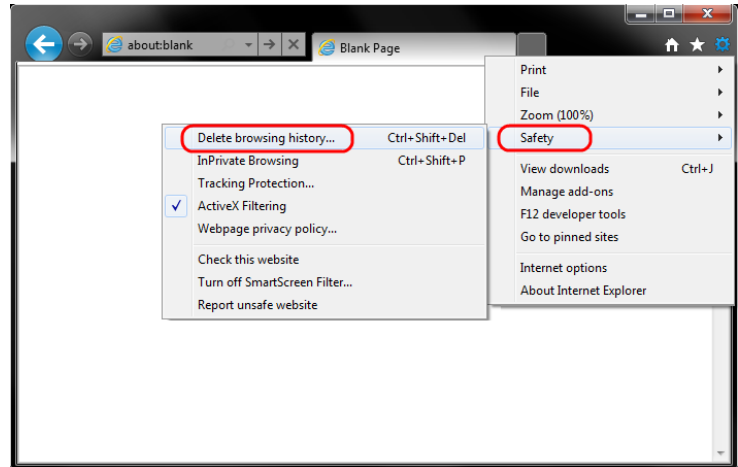 about:blank
Blank Page
Print
File
Zoom (100%)
Safety
View downloads Ctrl+J
Manage add-ons
F12 developer tools
Go to pinned sites
Internet options
About Internet Explorer
Delete browsing history... Ctrl+Shift+Del
InPrivate Browsing Ctrl+Shift+P
Tracking Protection...
ActiveX Filtering
Webpage privacy policy...
Check this website
Turn off SmartScreen Filter...
Report unsafe website